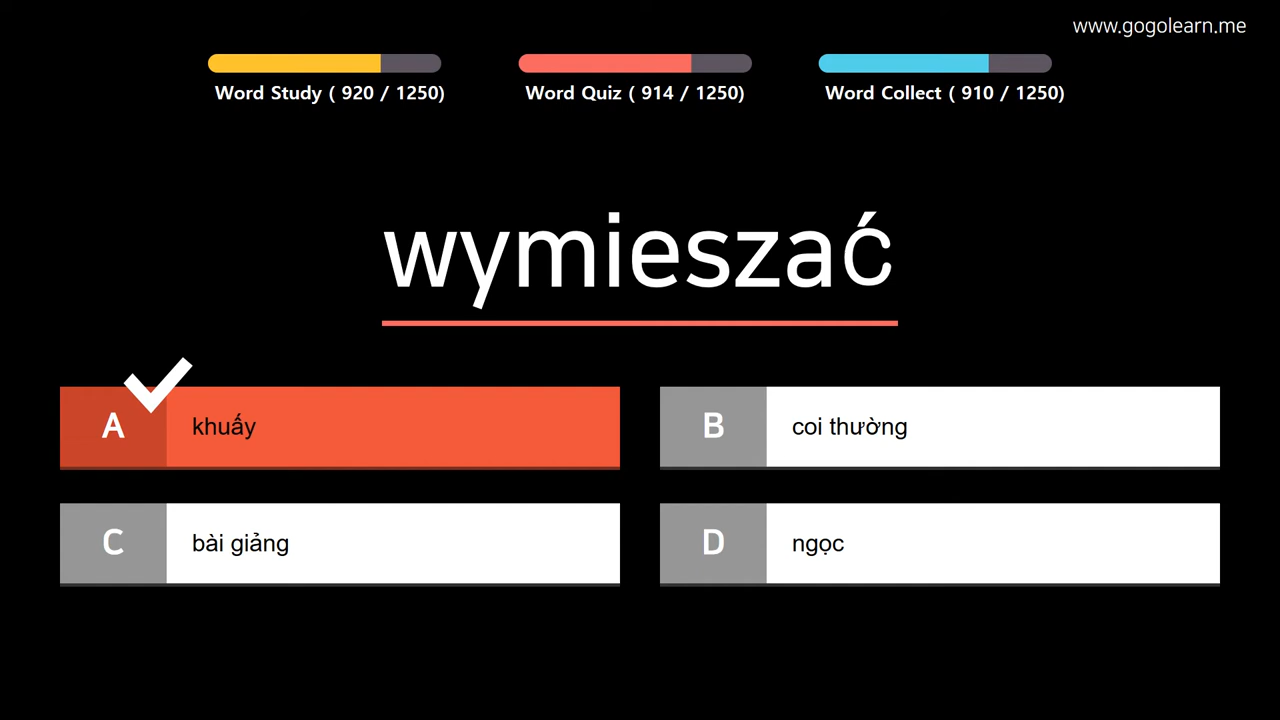 www.gogolearn.me
Word Study ( 920 / 1250)
Word Quiz ( 914 / 1250)
Word Collect ( 910 / 1250)
wymieszać
A khuấy
B coi thường
C bài giảng
D ngọc